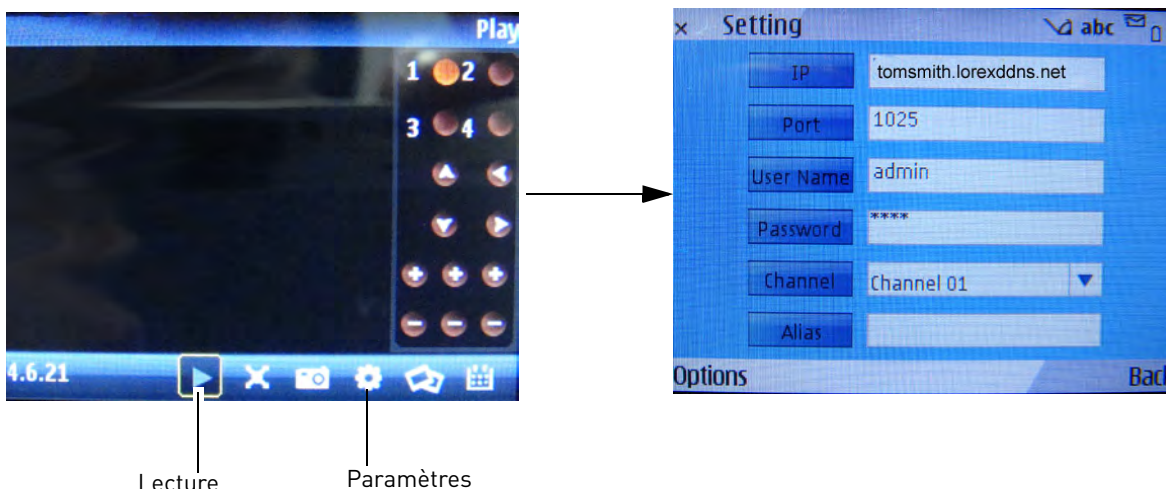 Play
1 2
3 4
4.6.21
Lecture
Paramètres
× Setting abc
IP tomsmith.lorexddns.net
Port 1025
User Name admin
Password ****
Channel Channel 01
Alias
Options Back